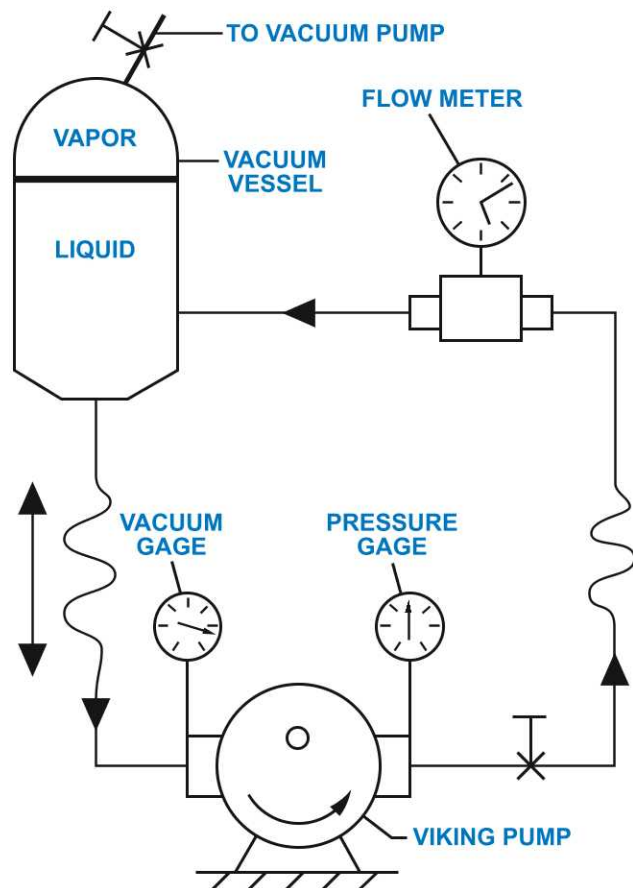 TO VACUUM PUMP
FLOW METER
VAPOR
VACUUM
VESSEL
LIQUID
VACUUM
GAGE
PRESSURE
GAGE
VIKING PUMP